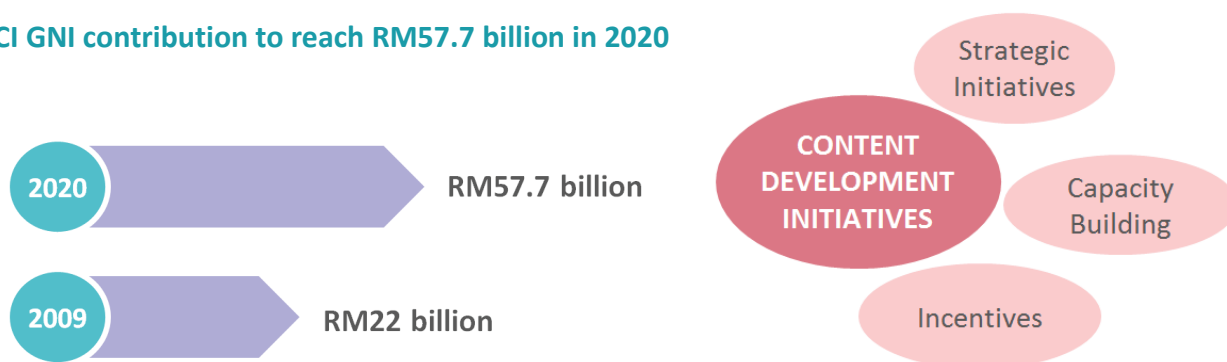 CI GNI contribution to reach RM57.7 billion in 2020
2020
RM57.7 billion
2009
RM22 billion
Strategic
Initiatives
CONTENT
DEVELOPMENT
INITIATIVES
Capacity
Building
Incentives